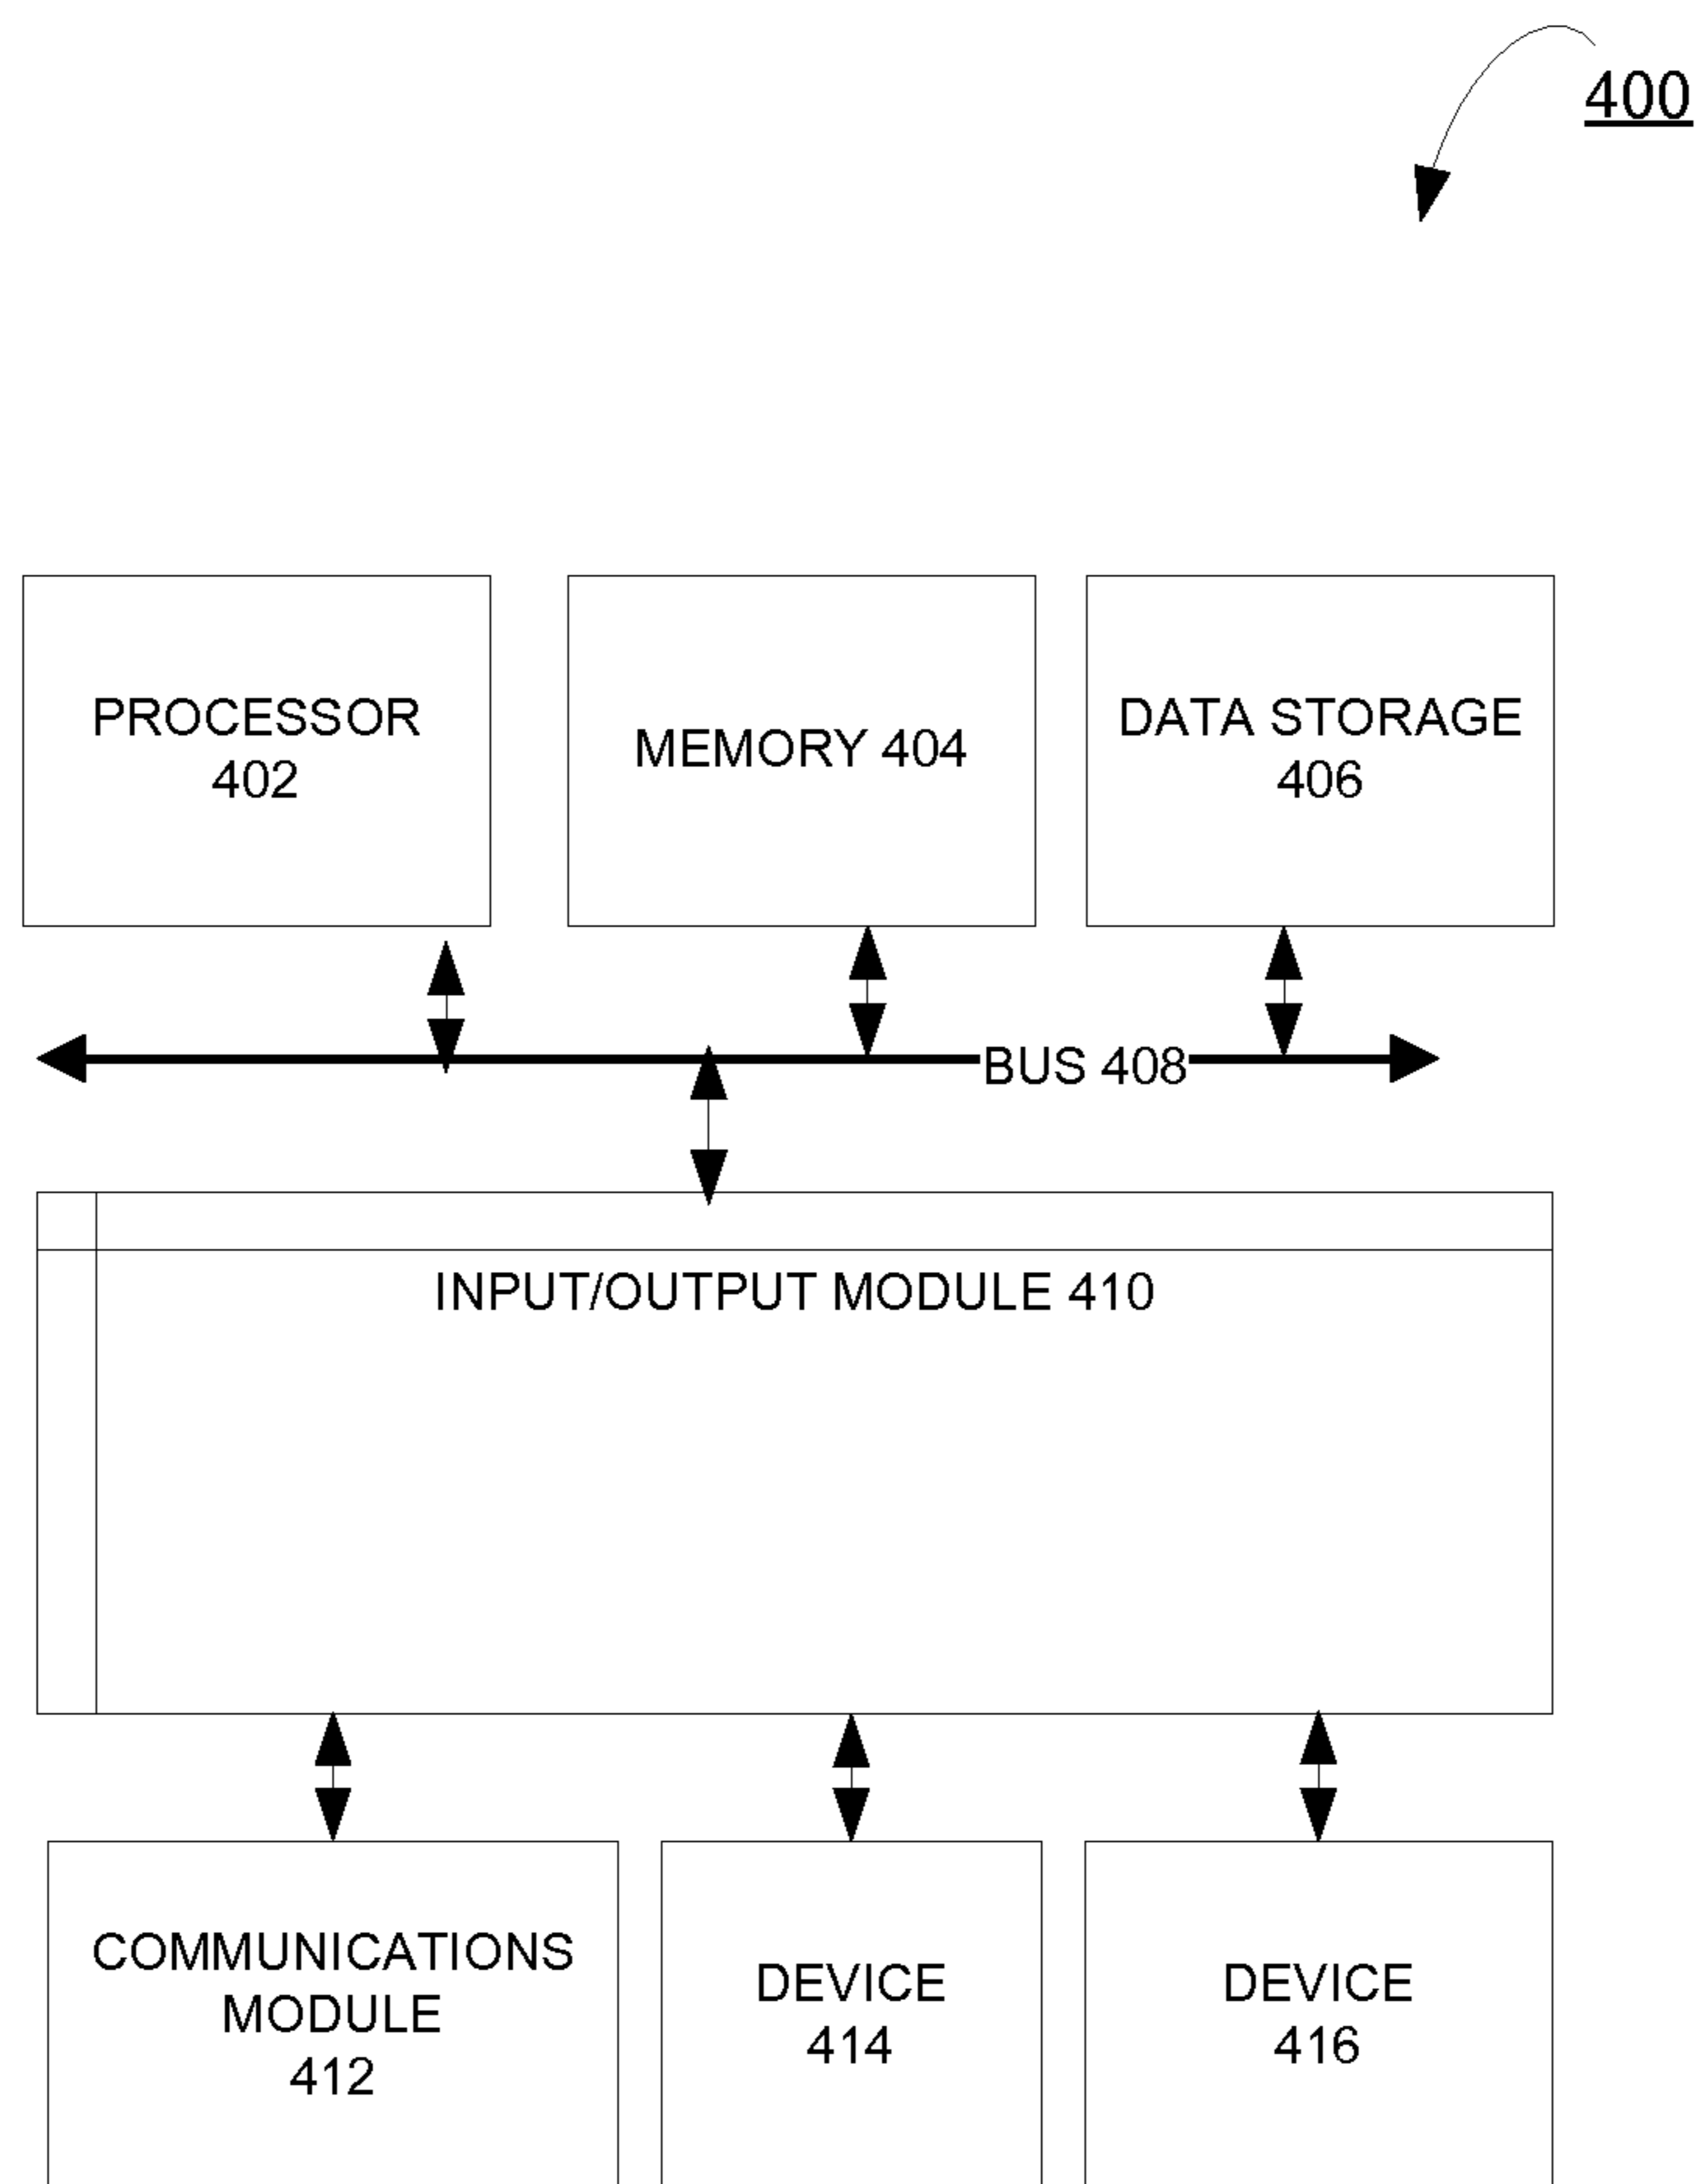 400
PROCESSOR
402
MEMORY 404
DATA STORAGE
406
BUS 408
INPUT/OUTPUT MODULE 410
COMMUNICATIONS
MODULE
412
DEVICE
414
DEVICE
416